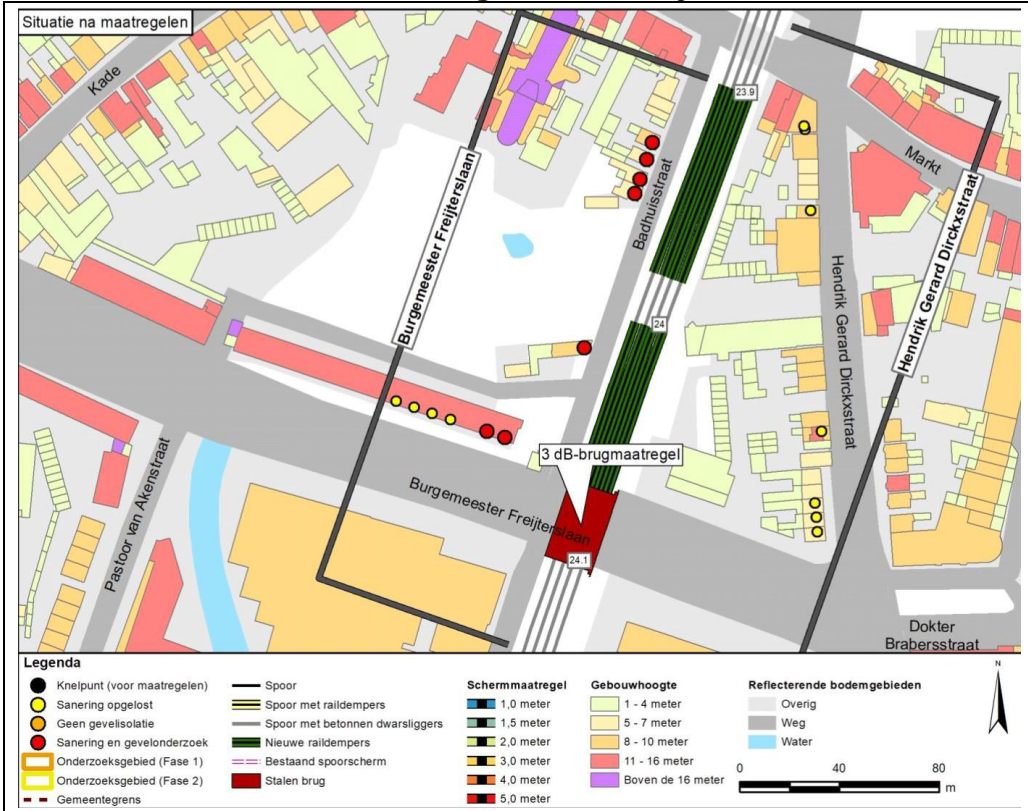 Situatie na maatregelen
Kade
23.9
Markt
Badhuisstraat
Burgemeester Freijterslaan
Hendrik Gerard Dirckxstraat
Hendrik Gerard Dirckxstraat
24
3 dB-brugmaatregel
Burgemeester Freijterslaan
Pastoor van Akenstraat
24.1
Dokter
Brabersstraat
Legenda
Knelpunt (voor maatregelen)
Sanering opgelost
Geen gevelisolatie
Sanering en gevelonderzoek
Onderzoeksgebied (Fase 1)
Onderzoeksgebied (Fase 2)
Gemeentegrens
Spoor
Spoor met raildempers
Spoor met betonnen dwarsliggers
Nieuwe raildempers
Bestaand spoorscherm
Stalen brug
Schermmaatregel
1,0 meter
1,5 meter
2,0 meter
3,0 meter
4,0 meter
5,0 meter
Gebouwhoogte
1 - 4 meter
5 - 7 meter
8 - 10 meter
11 - 16 meter
Boven de 16 meter
Reflecterende bodemgebieden
Overig
Weg
Water
N
0 40 80
m